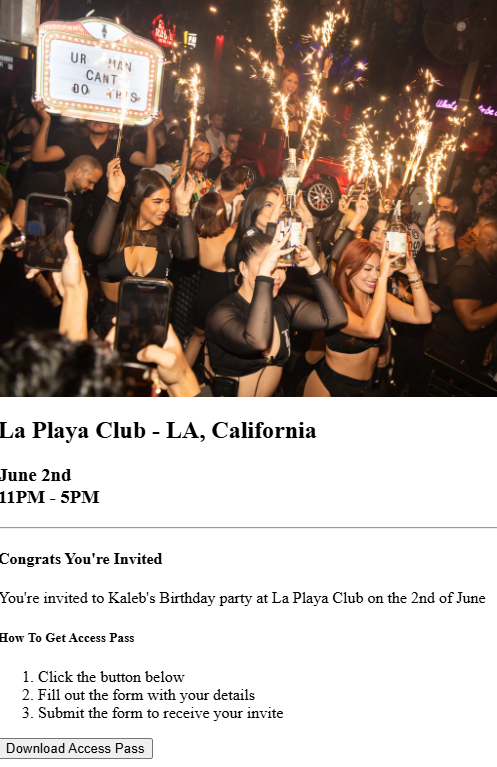 UR MAN
CANT
DO THIS
La Playa Club - LA, California
June 2nd
11PM - 5PM
Congrats You're Invited
You're invited to Kaleb's Birthday party at La Playa Club on the 2nd of June
How To Get Access Pass
1. Click the button below
2. Fill out the form with your details
3. Submit the form to receive your invite
Download Access Pass